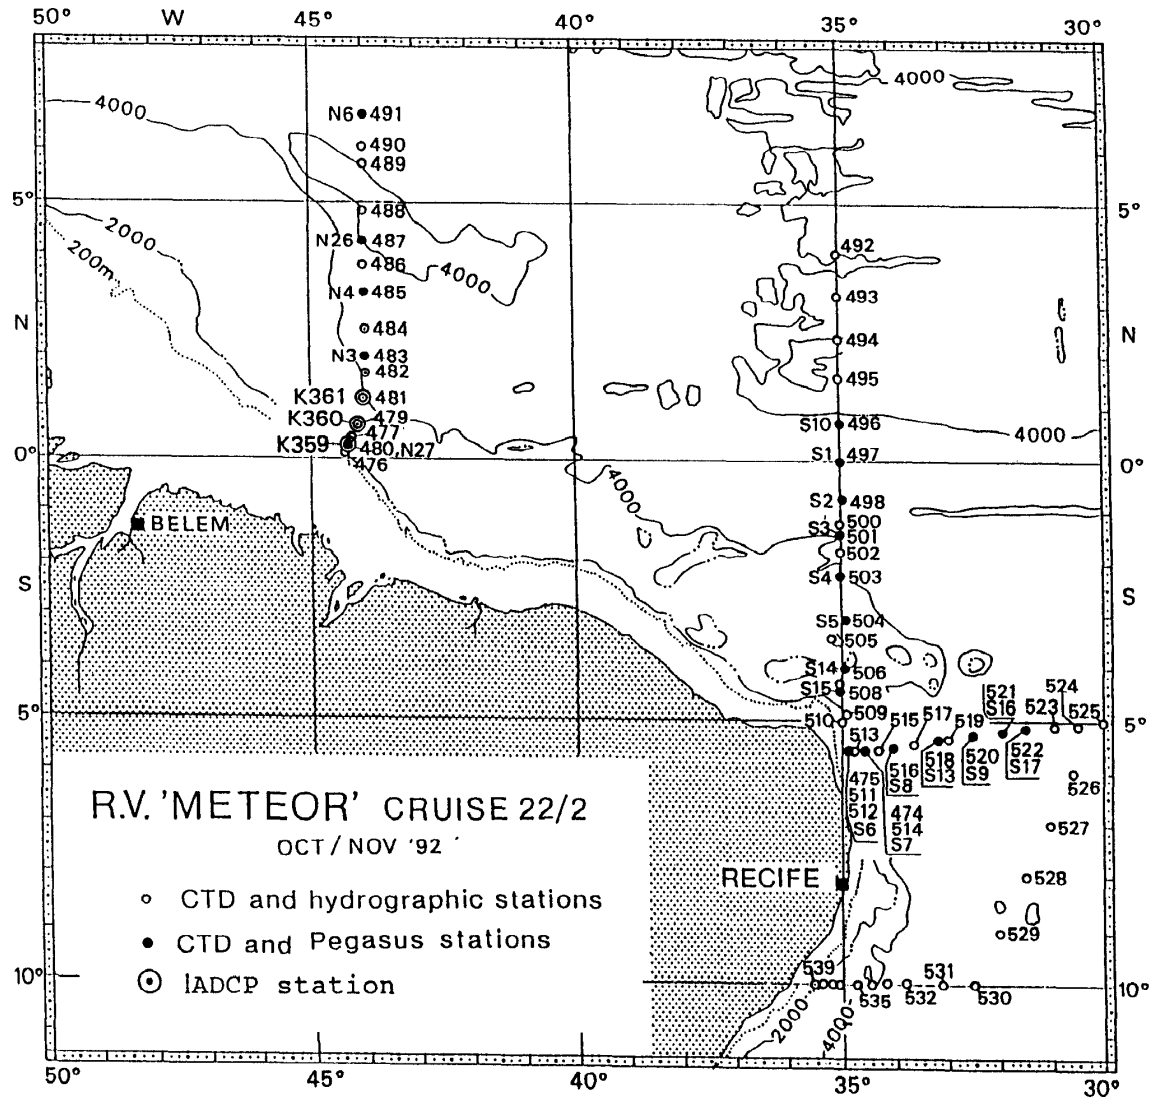 50° W 45° 40° 35° 30°
4000
4000
N6 491
490
489
5° 5°
488
2000
N26 487
492
200m
486
4000
N4 485
493
N N
484
494
N3 483
482
495
K361 481
K360 479
S10 496
477
4000
K359 480,N27
S1 497
0° 0°
476
4000
S2 498
BELEM
500
S3 501
502
S4 503
S S
S5 504
505
S14 506
S15 508
521 524
S16 523 525
509 517
5° 510 515 519 5°
513
518 520 522
516 S13 S9 S17
S8
475
511
512
S6
474
514
S7
526
527
R.V. 'METEOR' CRUISE 22/2
OCT / NOV '92
RECIFE
528
CTD and hydrographic stations
529
CTD and Pegasus stations
539 531
10° 10°
lADCP station
535 532 530
2000
4000
50° 45° 40° 35° 30°